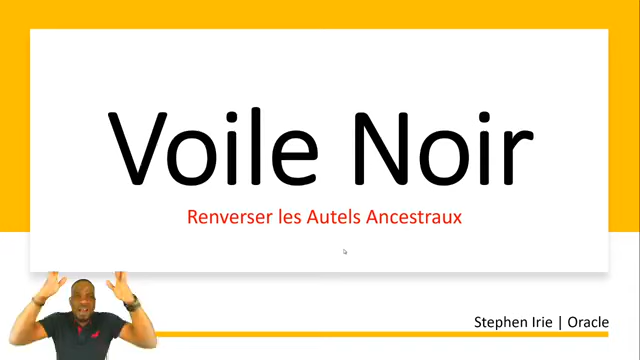 Voile Noir
Renverser les Autels Ancestraux
Stephen Irie | Oracle